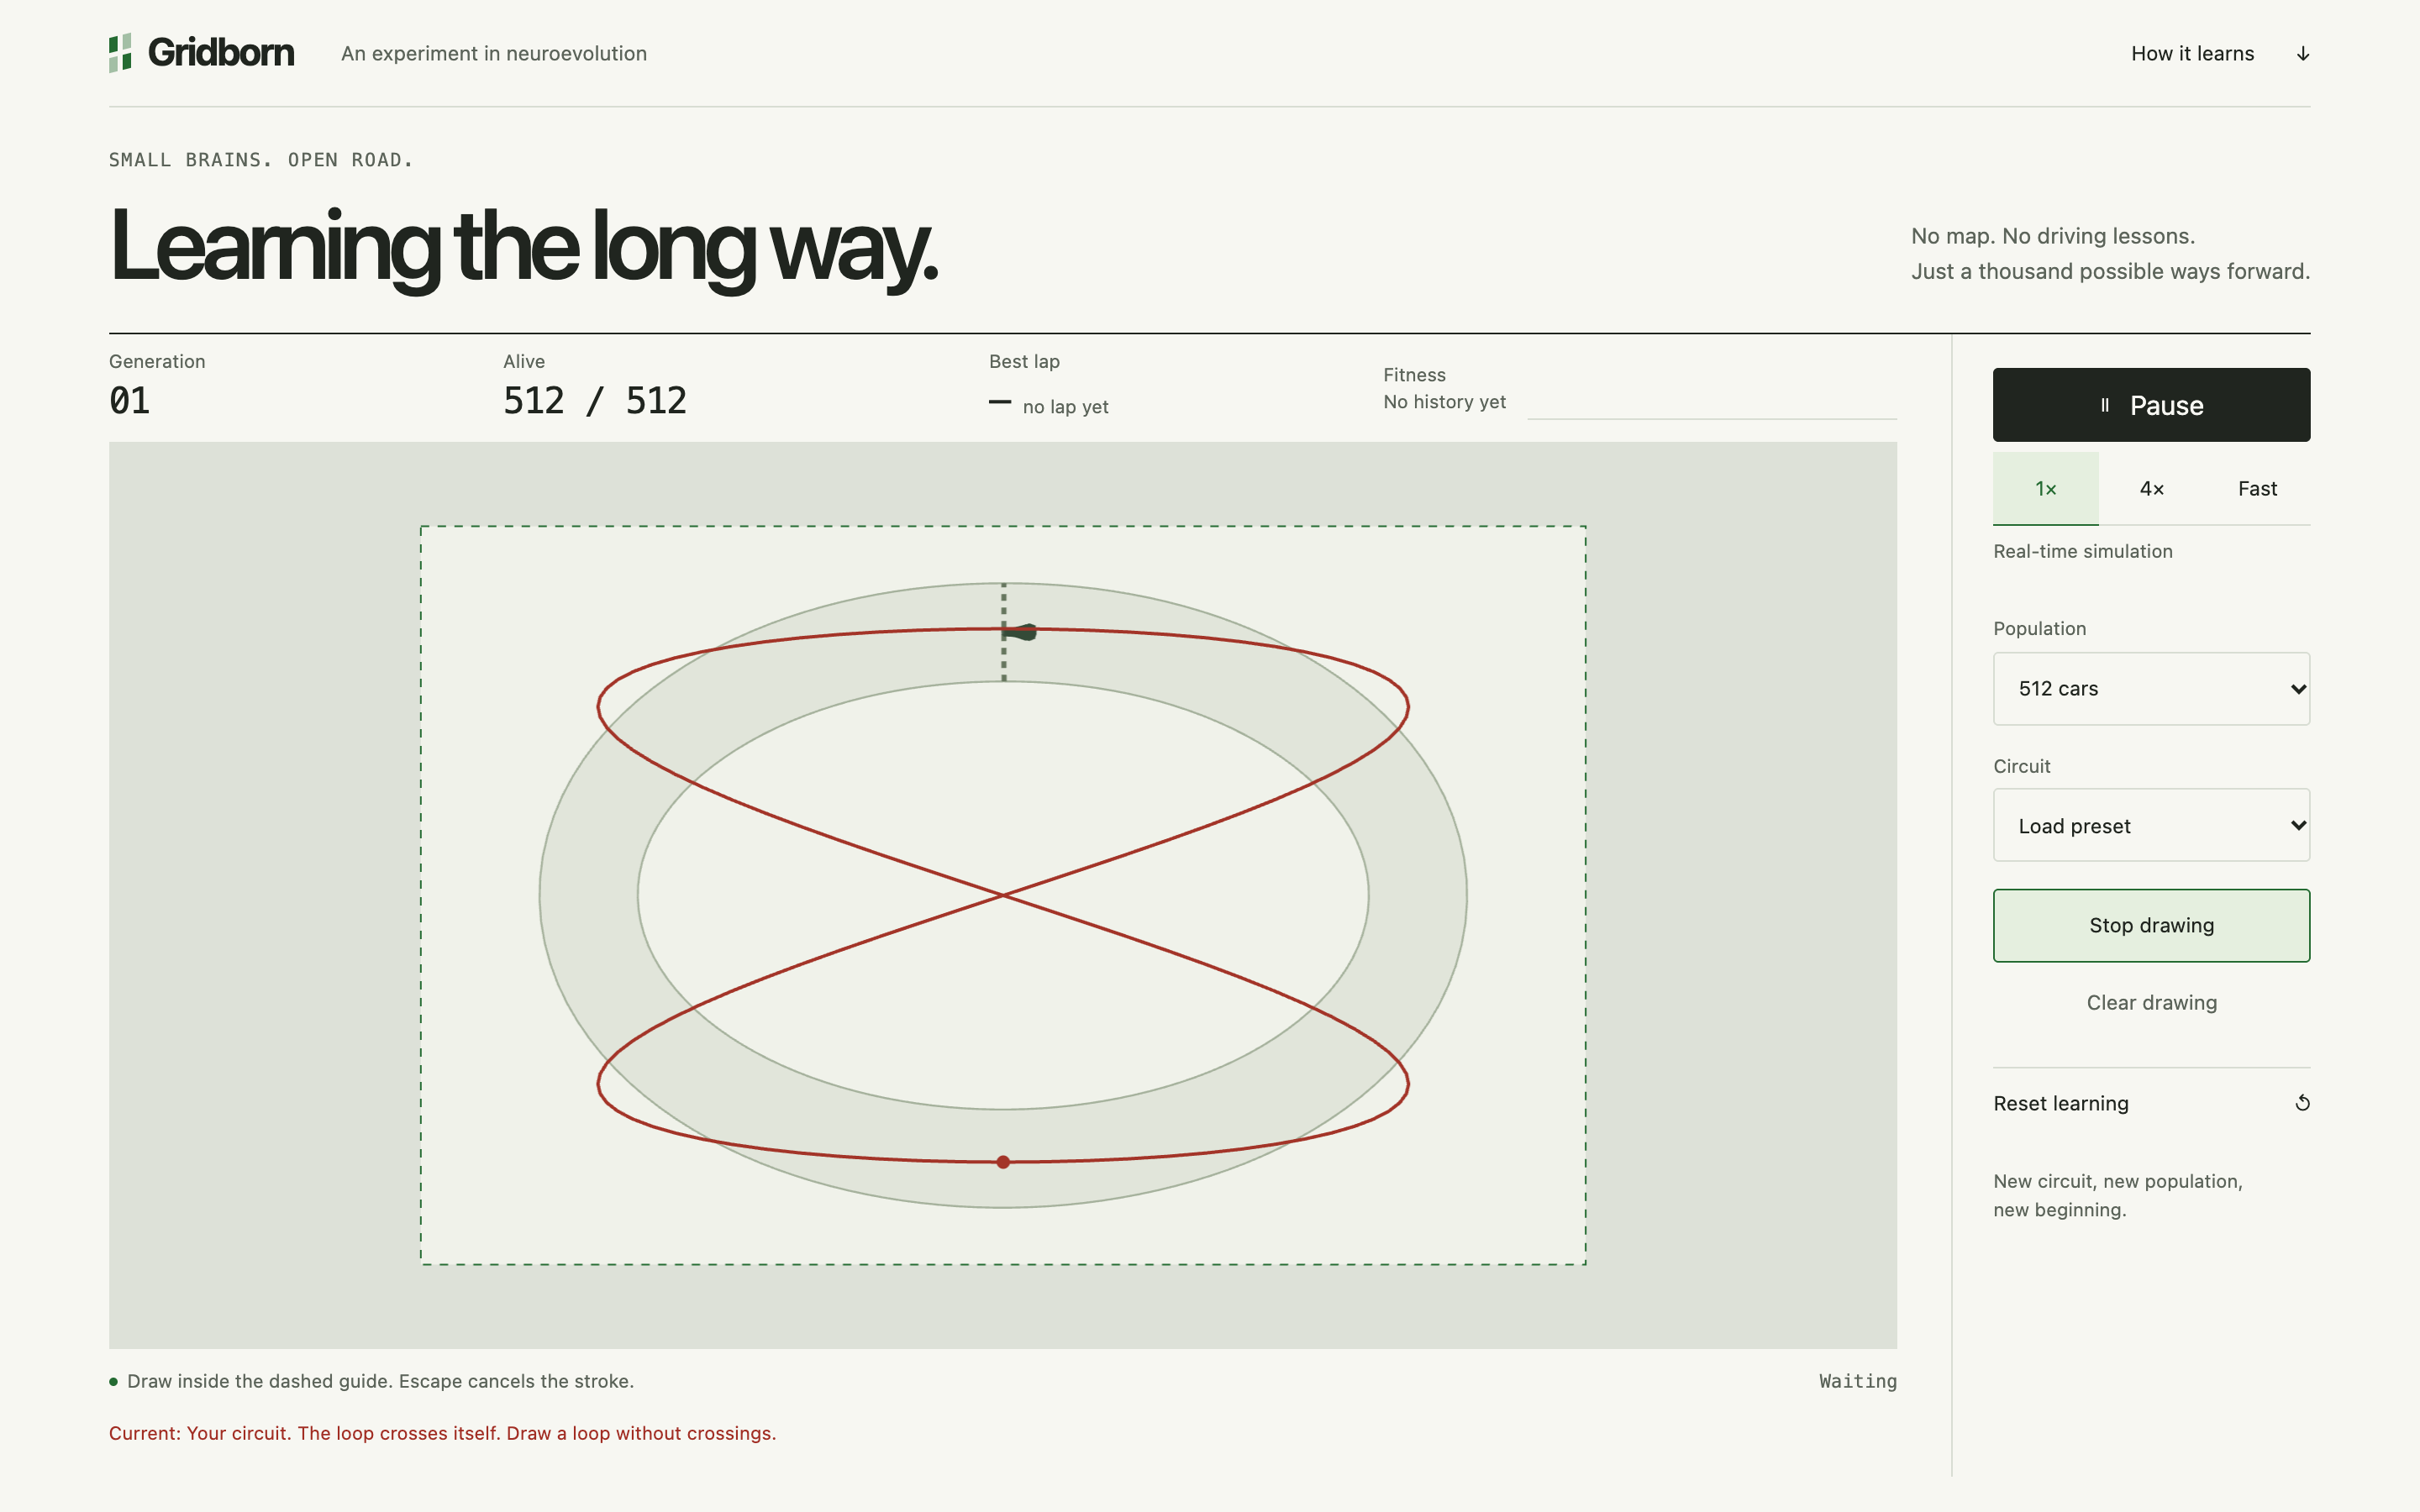 Gridborn
An experiment in neuroevolution
How it learns ↓
SMALL BRAINS. OPEN ROAD.
Learning the long way.
No map. No driving lessons.
Just a thousand possible ways forward.
Generation
01
Alive
512 / 512
Best lap
— no lap yet
Fitness
No history yet
Pause
1×
4×
Fast
Real-time simulation
Population
512 cars
Circuit
Load preset
Stop drawing
Clear drawing
Reset learning
New circuit, new population,
new beginning.
Draw inside the dashed guide. Escape cancels the stroke.
Waiting
Current: Your circuit. The loop crosses itself. Draw a loop without crossings.